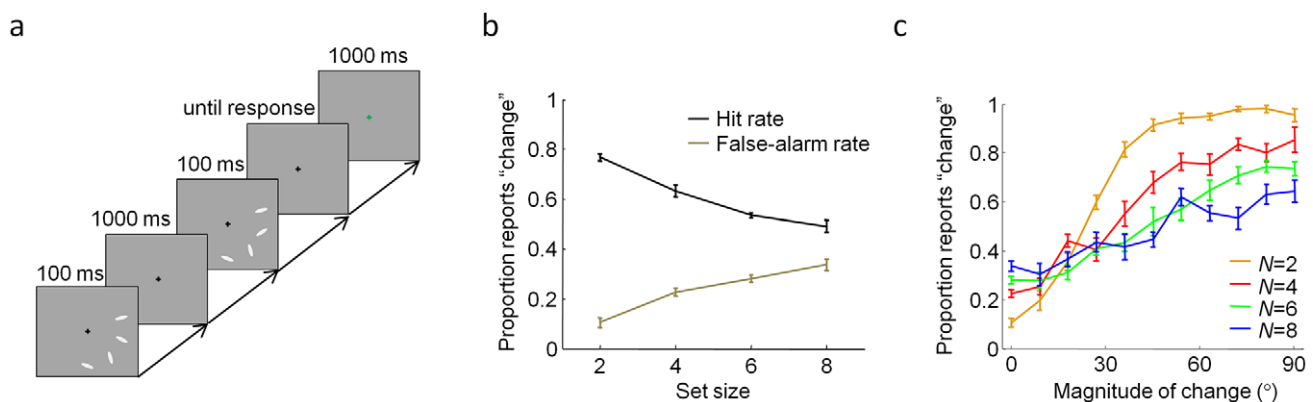 a
1000 ms
until response
100 ms
1000 ms
100 ms
b
Proportion reports “change”
1
0.8
0.6
0.4
0.2
0
Hit rate
False-alarm rate
2 4 6 8
Set size
c
Proportion reports “change”
1
0.8
0.6
0.4
0.2
0
N=2
N=4
N=6
N=8
0 30 60 90
Magnitude of change (°)